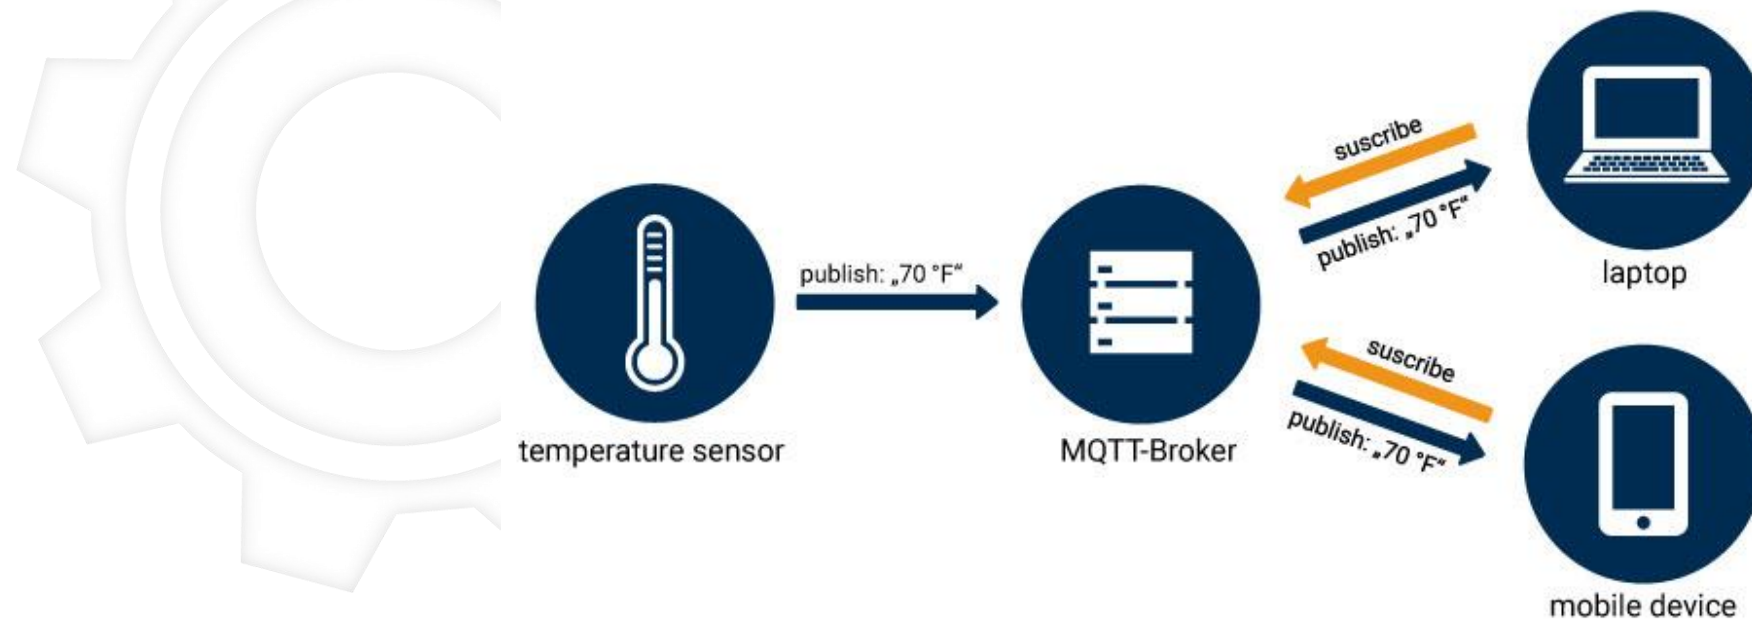 suscribe
publish: „70 °F“
laptop
publish: „70 °F“
suscribe
publish: „70 °F“
temperature sensor
MQTT-Broker
mobile device